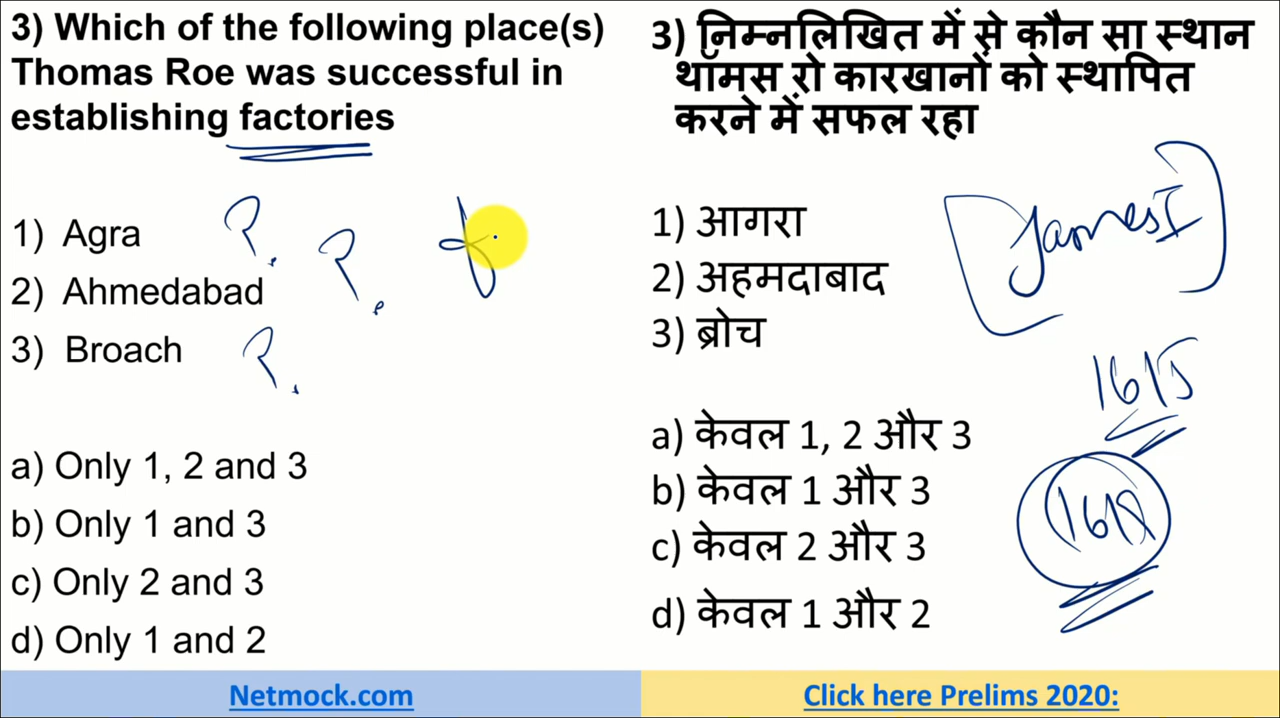 3) Which of the following place(s)
Thomas Roe was successful in
establishing factories
1) Agra
2) Ahmedabad
3) Broach
a) Only 1, 2 and 3
b) Only 1 and 3
c) Only 2 and 3
d) Only 1 and 2
3) निम्नलिखित में से कौन सा स्थान
थॉमस रो कारखानों को स्थापित
करने में सफल रहा
1) आगरा
2) अहमदाबाद
3) ब्रोच
a) केवल 1, 2 और 3
b) केवल 1 और 3
c) केवल 2 और 3
d) केवल 1 और 2
James I
1615
Netmock.com
Click here Prelims 2020: